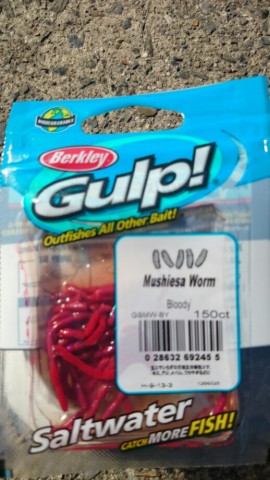 BIODEGRADABLE
Berkley
Gulp!
Outfishes All Other Bait!
Mushiesa Worm
Bloody
GSMW-BY 150ct
0 28632 69245 5
Saltwater
CATCH MORE FISH!